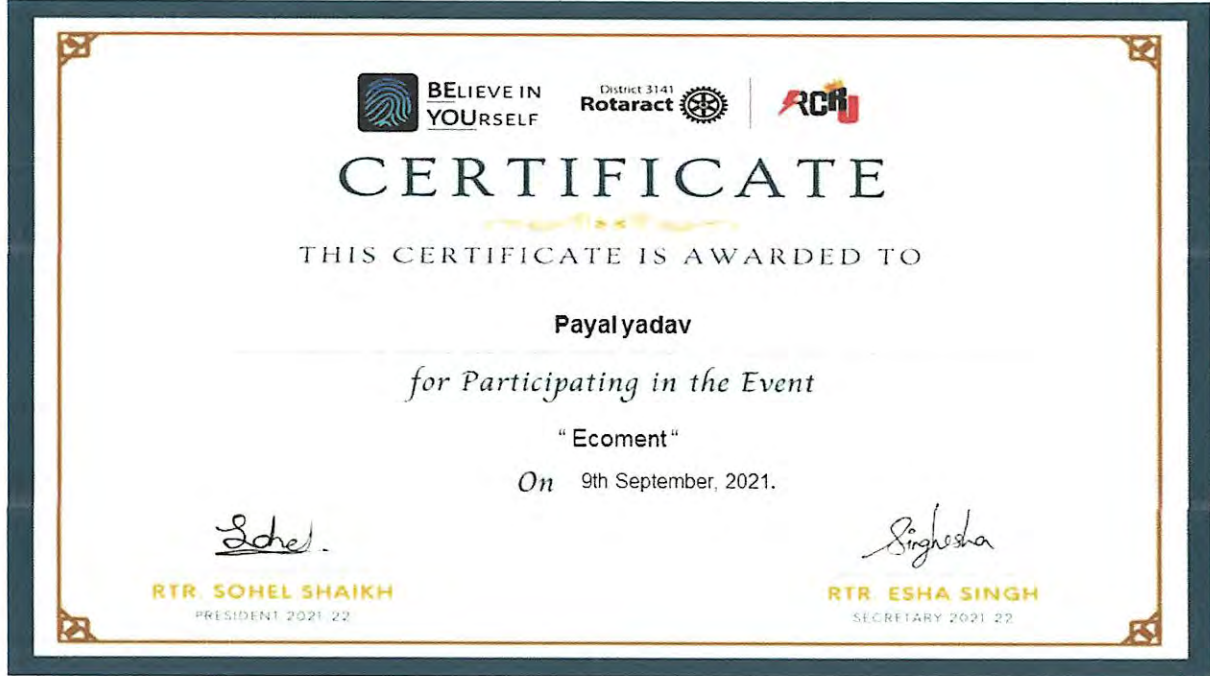 BELIEVE IN
YOURSELF
District 3141
Rotaract
RCRJ
CERTIFICATE
THIS CERTIFICATE IS AWARDED TO
Payal yadav
for Participating in the Event
“ Ecoment “
On 9th September, 2021.
Sohel.
Singhesha
RTR. SOHEL SHAIKH
RTR. ESHA SINGH
PRESIDENT 2021-22
SECRETARY 2021-22